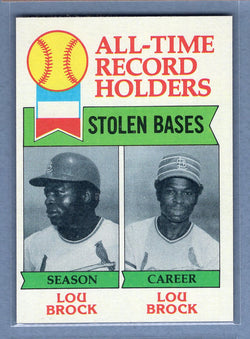 ALL-TIME
RECORD
HOLDERS
STOLEN BASES
SEASON
CAREER
LOU
BROCK
LOU
BROCK